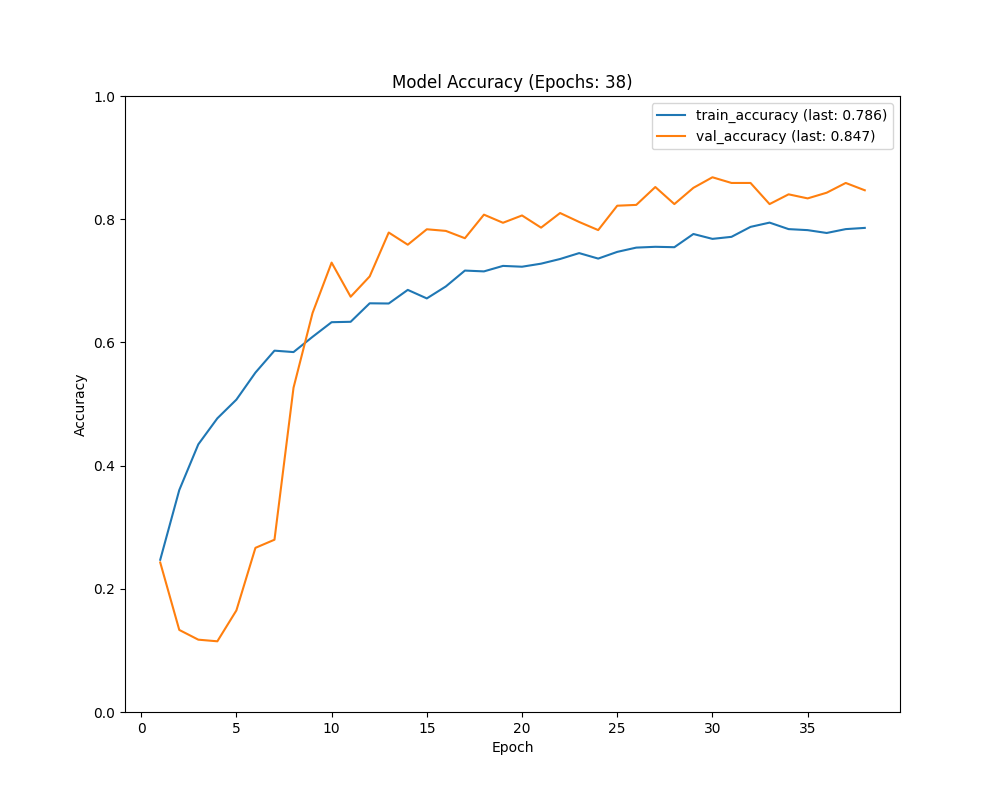 Model Accuracy (Epochs: 38)
train_accuracy (last: 0.786)
val_accuracy (last: 0.847)
1.0
0.8
0.6
0.4
0.2
0.0
Accuracy
0 5 10 15 20 25 30 35
Epoch